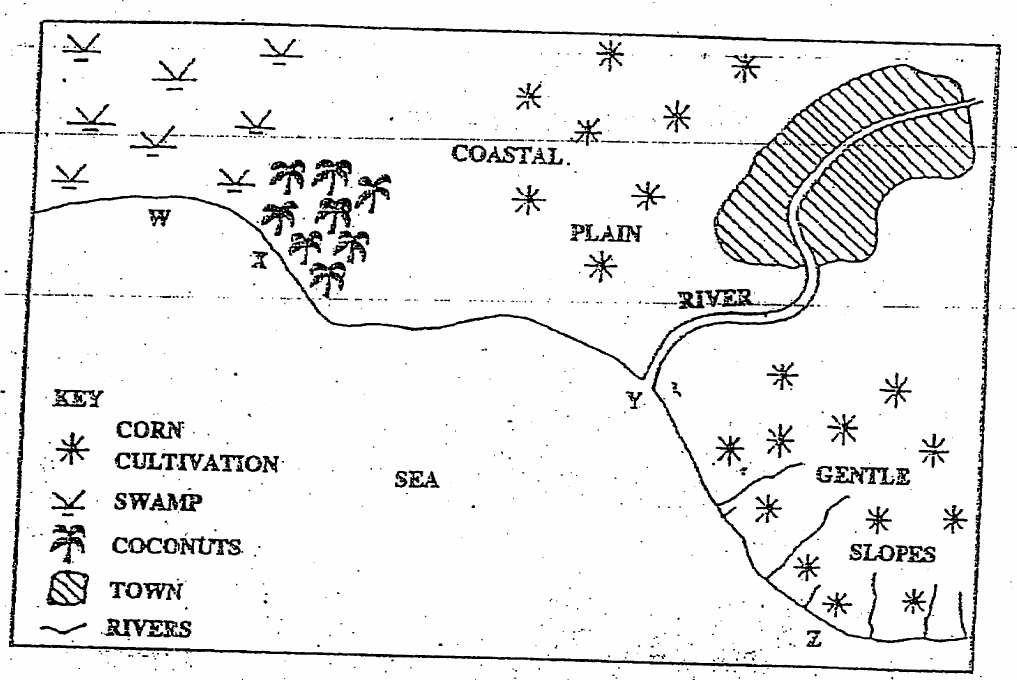 COASTAL.
W
X
PLAIN
RIVER
Y
KEY
CORN
CULTIVATION
SEA
GENTLE
SWAMP
COCONUTS
SLOPES
TOWN
RIVERS
Z